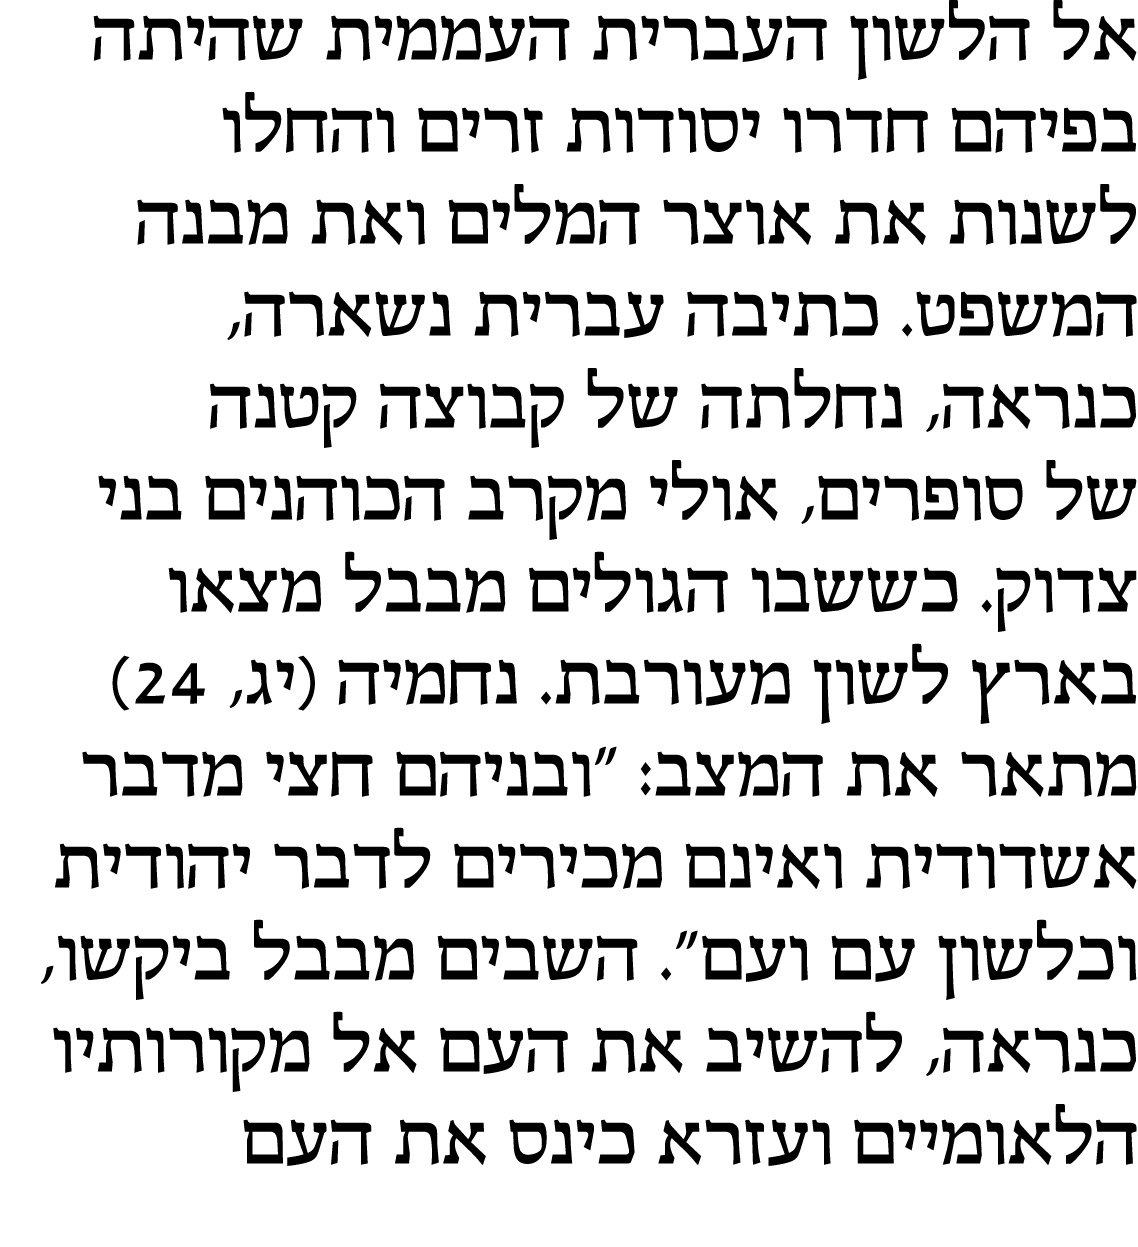 אל הלשון העברית העממית שהיתה
בפיהם חדרו יסודות זרים והחלו
לשנות את אוצר המלים ואת מבנה
המשפט. כתיבה עברית נשארה,
כנראה, נחלתה של קבוצה קטנה
של סופרים, אולי מקרב הכוהנים בני
צדוק. כששבו הגולים מבבל מצאו
בארץ לשון מעורבת. נחמיה (יג, 24)
מתאר את המצב: "ובניהם חצי מדבר
אשדודית ואינם מכירים לדבר יהודית
וכלשון עם ועם". השבים מבבל ביקשו,
כנראה, להשיב את העם אל מקורותיו
הלאומיים ועזרא כינס את העם